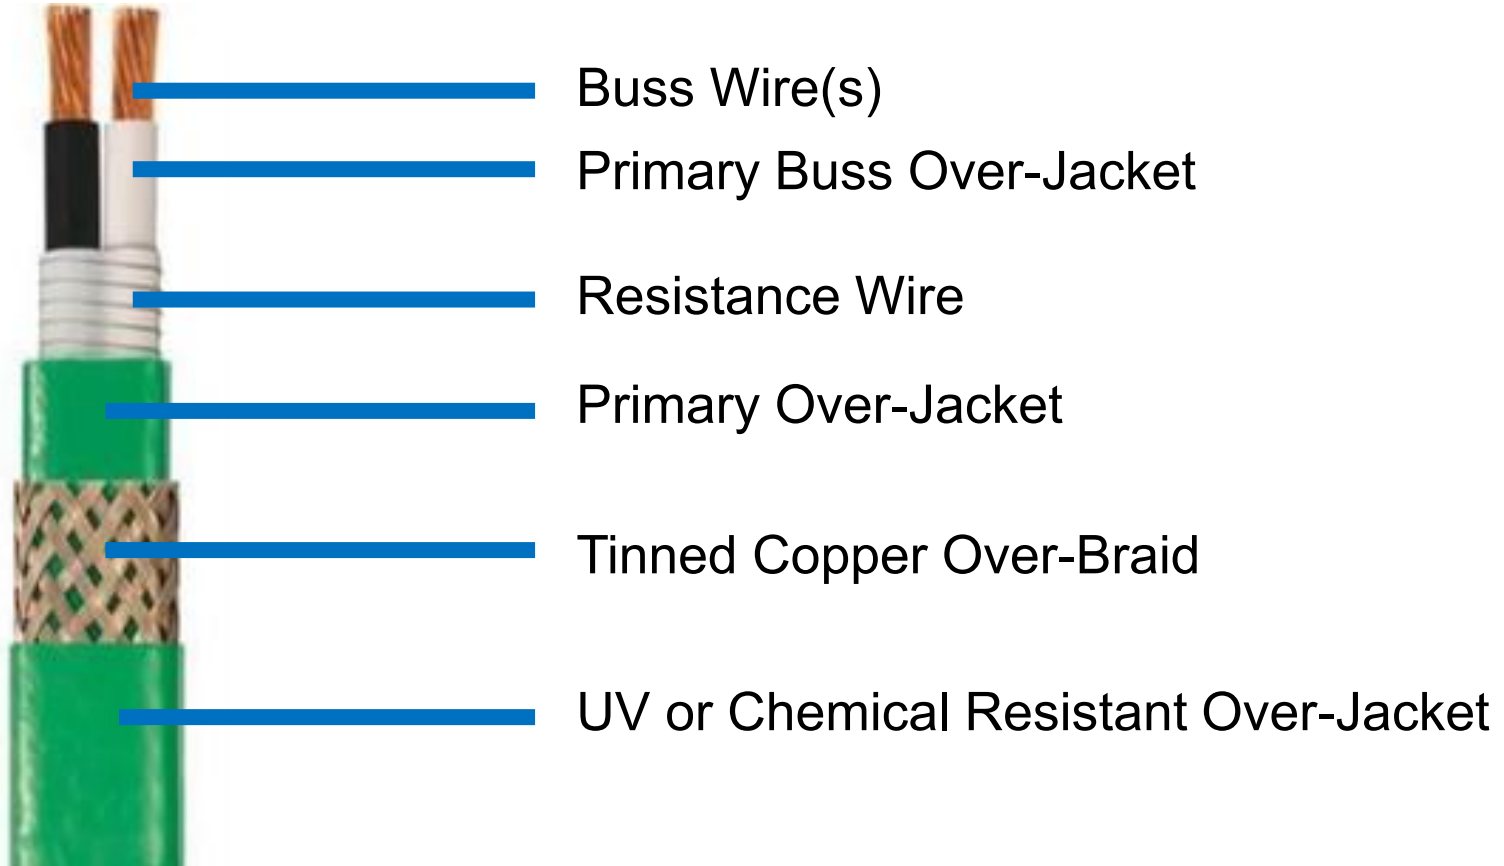 Buss Wire(s)
Primary Buss Over-Jacket
Resistance Wire
Primary Over-Jacket
Tinned Copper Over-Braid
UV or Chemical Resistant Over-Jacket